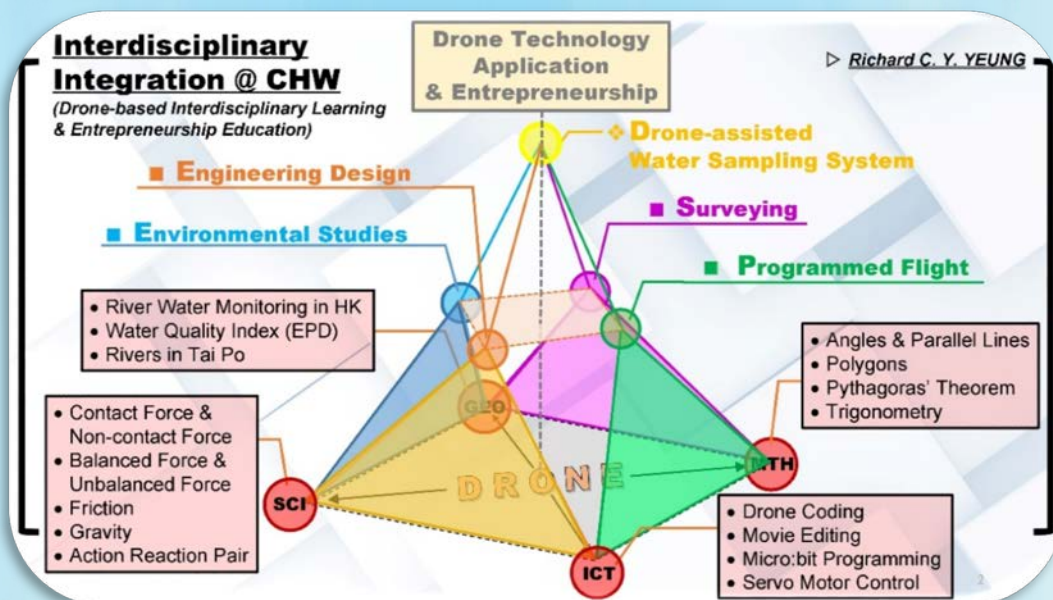 Interdisciplinary
Integration @ CHW
(Drone-based Interdisciplinary Learning
& Entrepreneurship Education)
Drone Technology
Application
& Entrepreneurship
▷ Richard C. Y. YEUNG
❖ Drone-assisted
Water Sampling System
■ Engineering Design
■ Surveying
■ Environmental Studies
■ Programmed Flight
• River Water Monitoring in HK
• Water Quality Index (EPD)
• Rivers in Tai Po
• Angles & Parallel Lines
• Polygons
• Pythagoras' Theorem
• Trigonometry
• Contact Force &
Non-contact Force
• Balanced Force &
Unbalanced Force
• Friction
• Gravity
• Action Reaction Pair
GEO
MTH
DRONE
SCI
ICT
• Drone Coding
• Movie Editing
• Micro:bit Programming
• Servo Motor Control
2